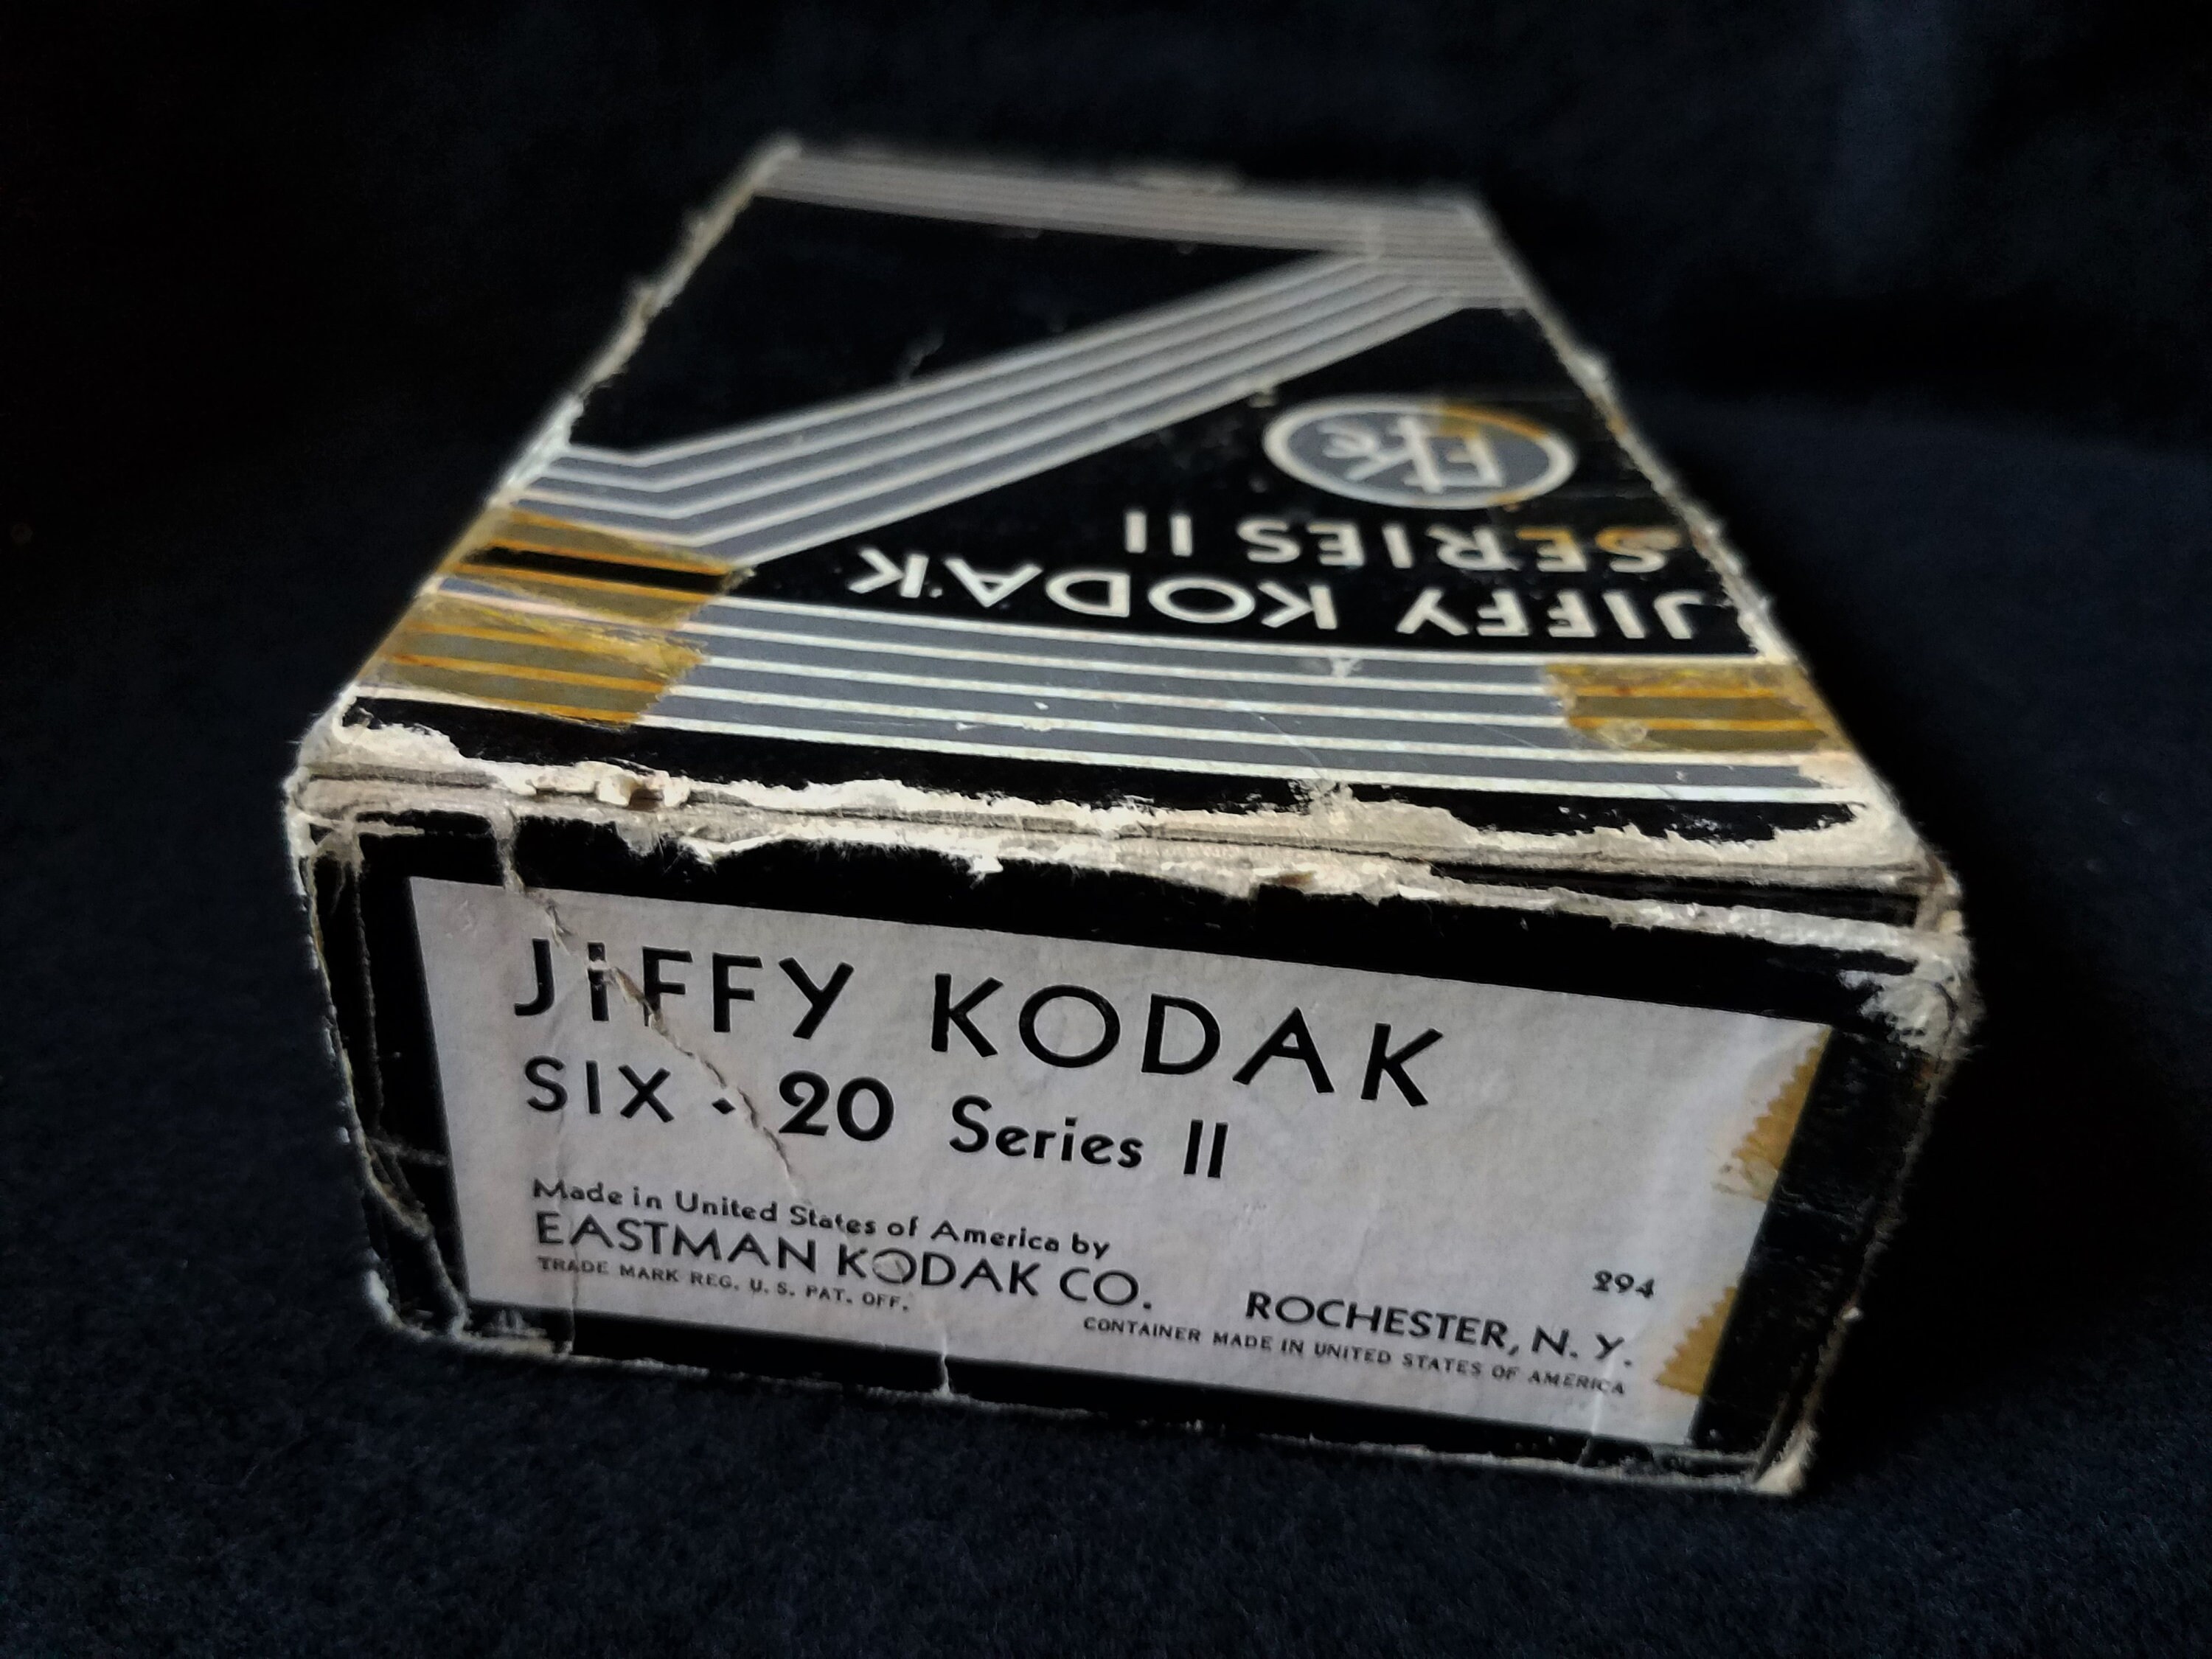 JIFFY KODAK
SERIES II
EKC
JiFFY KODAK
SIX-20 Series II
Made in United States of America by
EASTMAN KODAK CO. ROCHESTER, N. Y.
TRADE MARK REG. U. S. PAT. OFF.
294
CONTAINER MADE IN UNITED STATES OF AMERICA